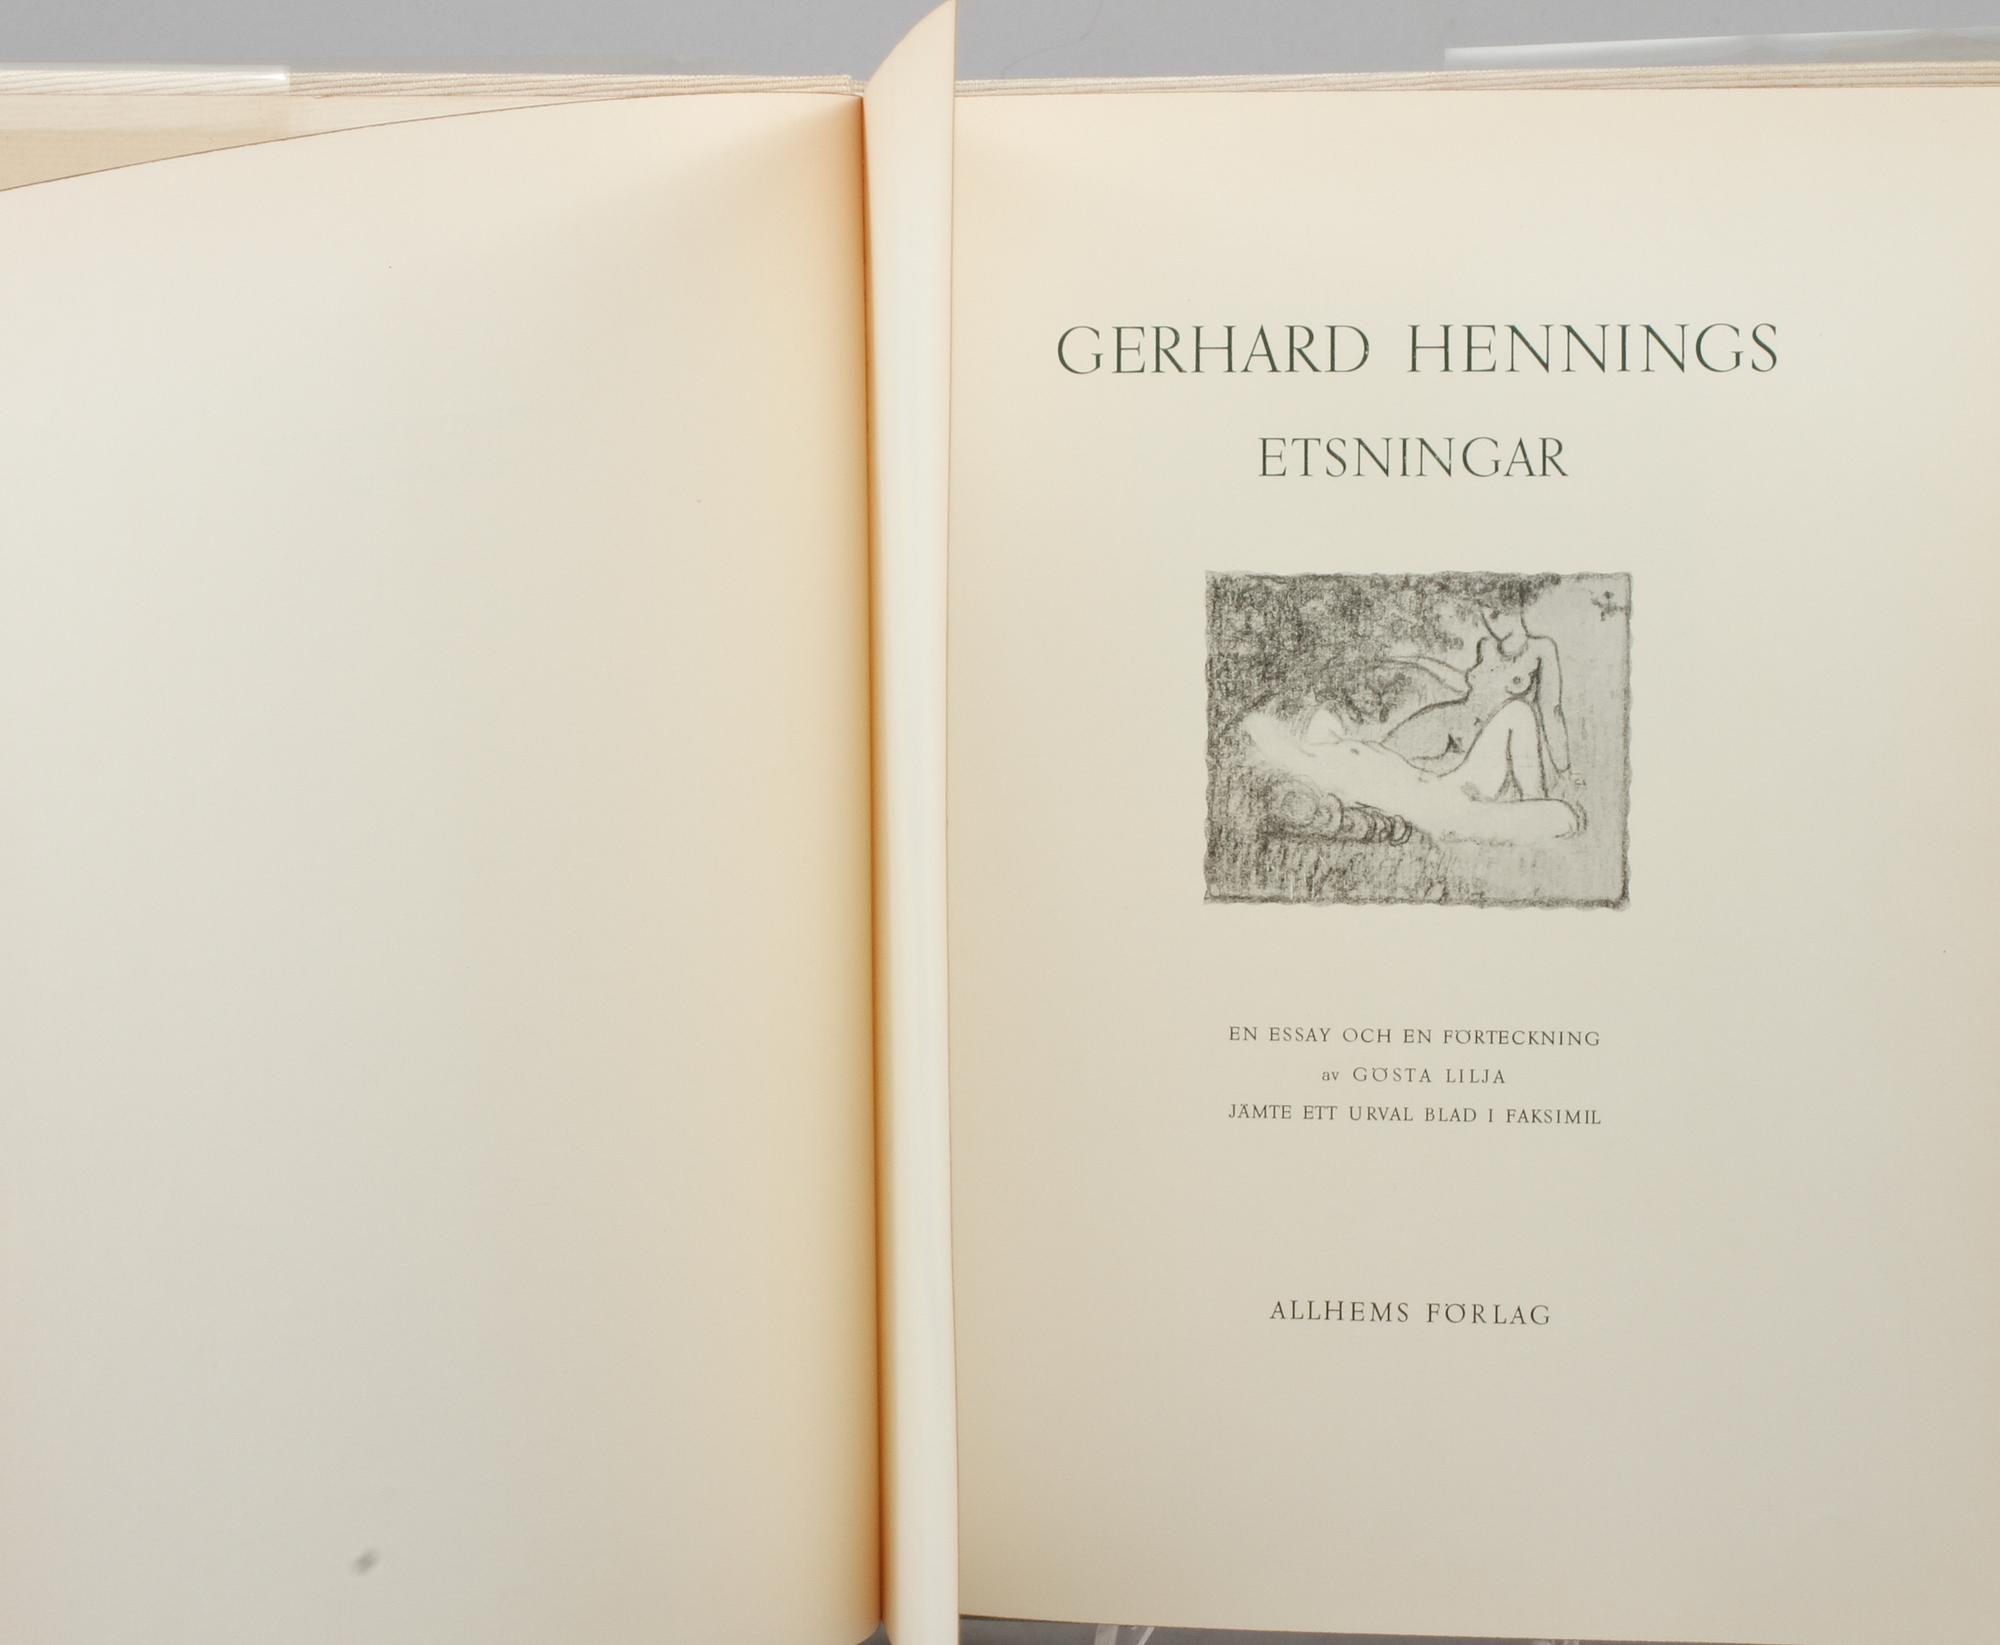 GERHARD HENNINGS
ETSNINGAR
EN ESSAY OCH EN FÖRTECKNING
av GÖSTA LILJA
JÄMTE ETT URVAL BLAD I FAKSIMIL
ALLHEMS FÖRLAG